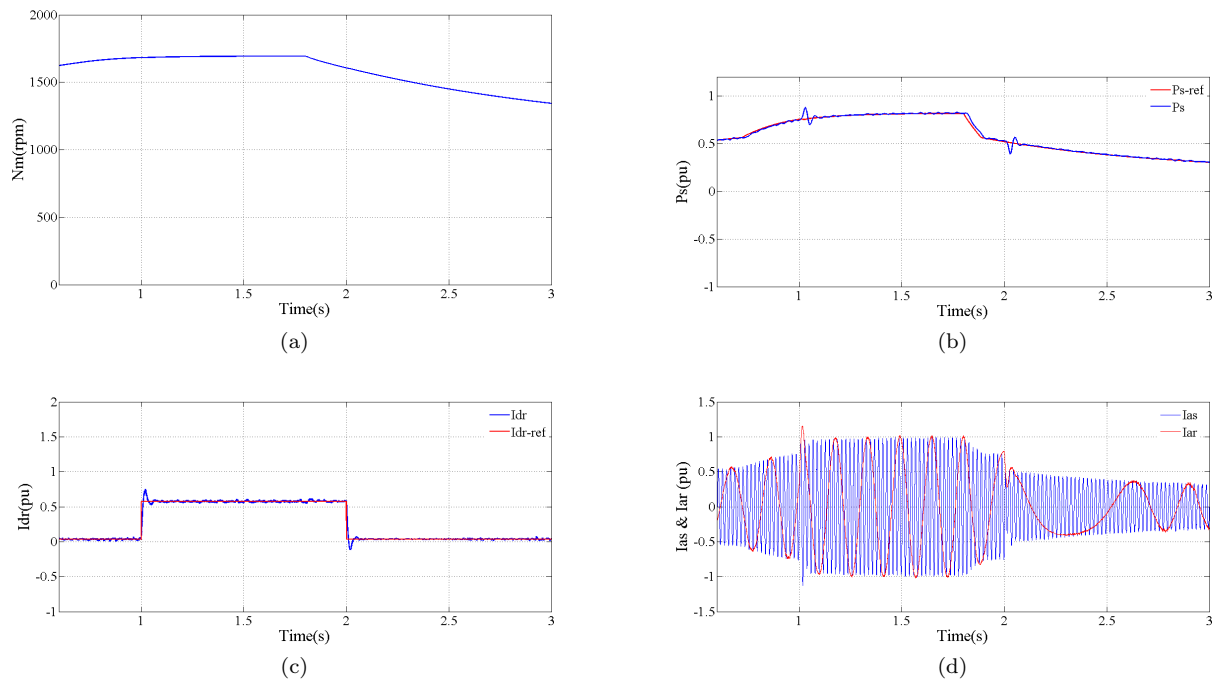 2000
1500
1000
500
0
Nm(rpm)
1
1.5
2
2.5
3
Time(s)
(a)
1
0.5
0
-0.5
-1
Ps(pu)
Ps-ref
Ps
1
1.5
2
2.5
3
Time(s)
(b)
2
1.5
1
0.5
0
-0.5
-1
Idr(pu)
Idr
Idr-ref
1
1.5
2
2.5
3
Time(s)
(c)
1.5
1
0.5
0
-0.5
-1
-1.5
Ias & Iar (pu)
Ias
Iar
1
1.5
2
2.5
3
Time(s)
(d)